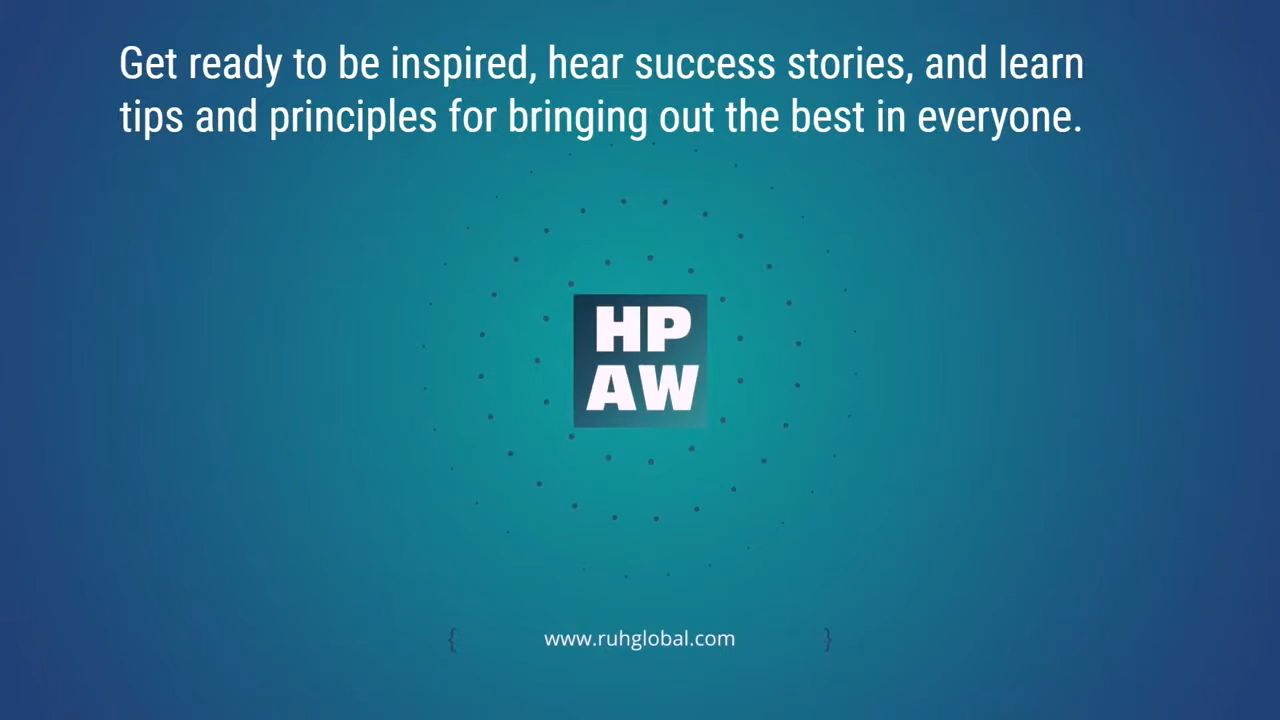 Get ready to be inspired, hear success stories, and learn
tips and principles for bringing out the best in everyone.
HP
AW
{ www.ruhglobal.com }